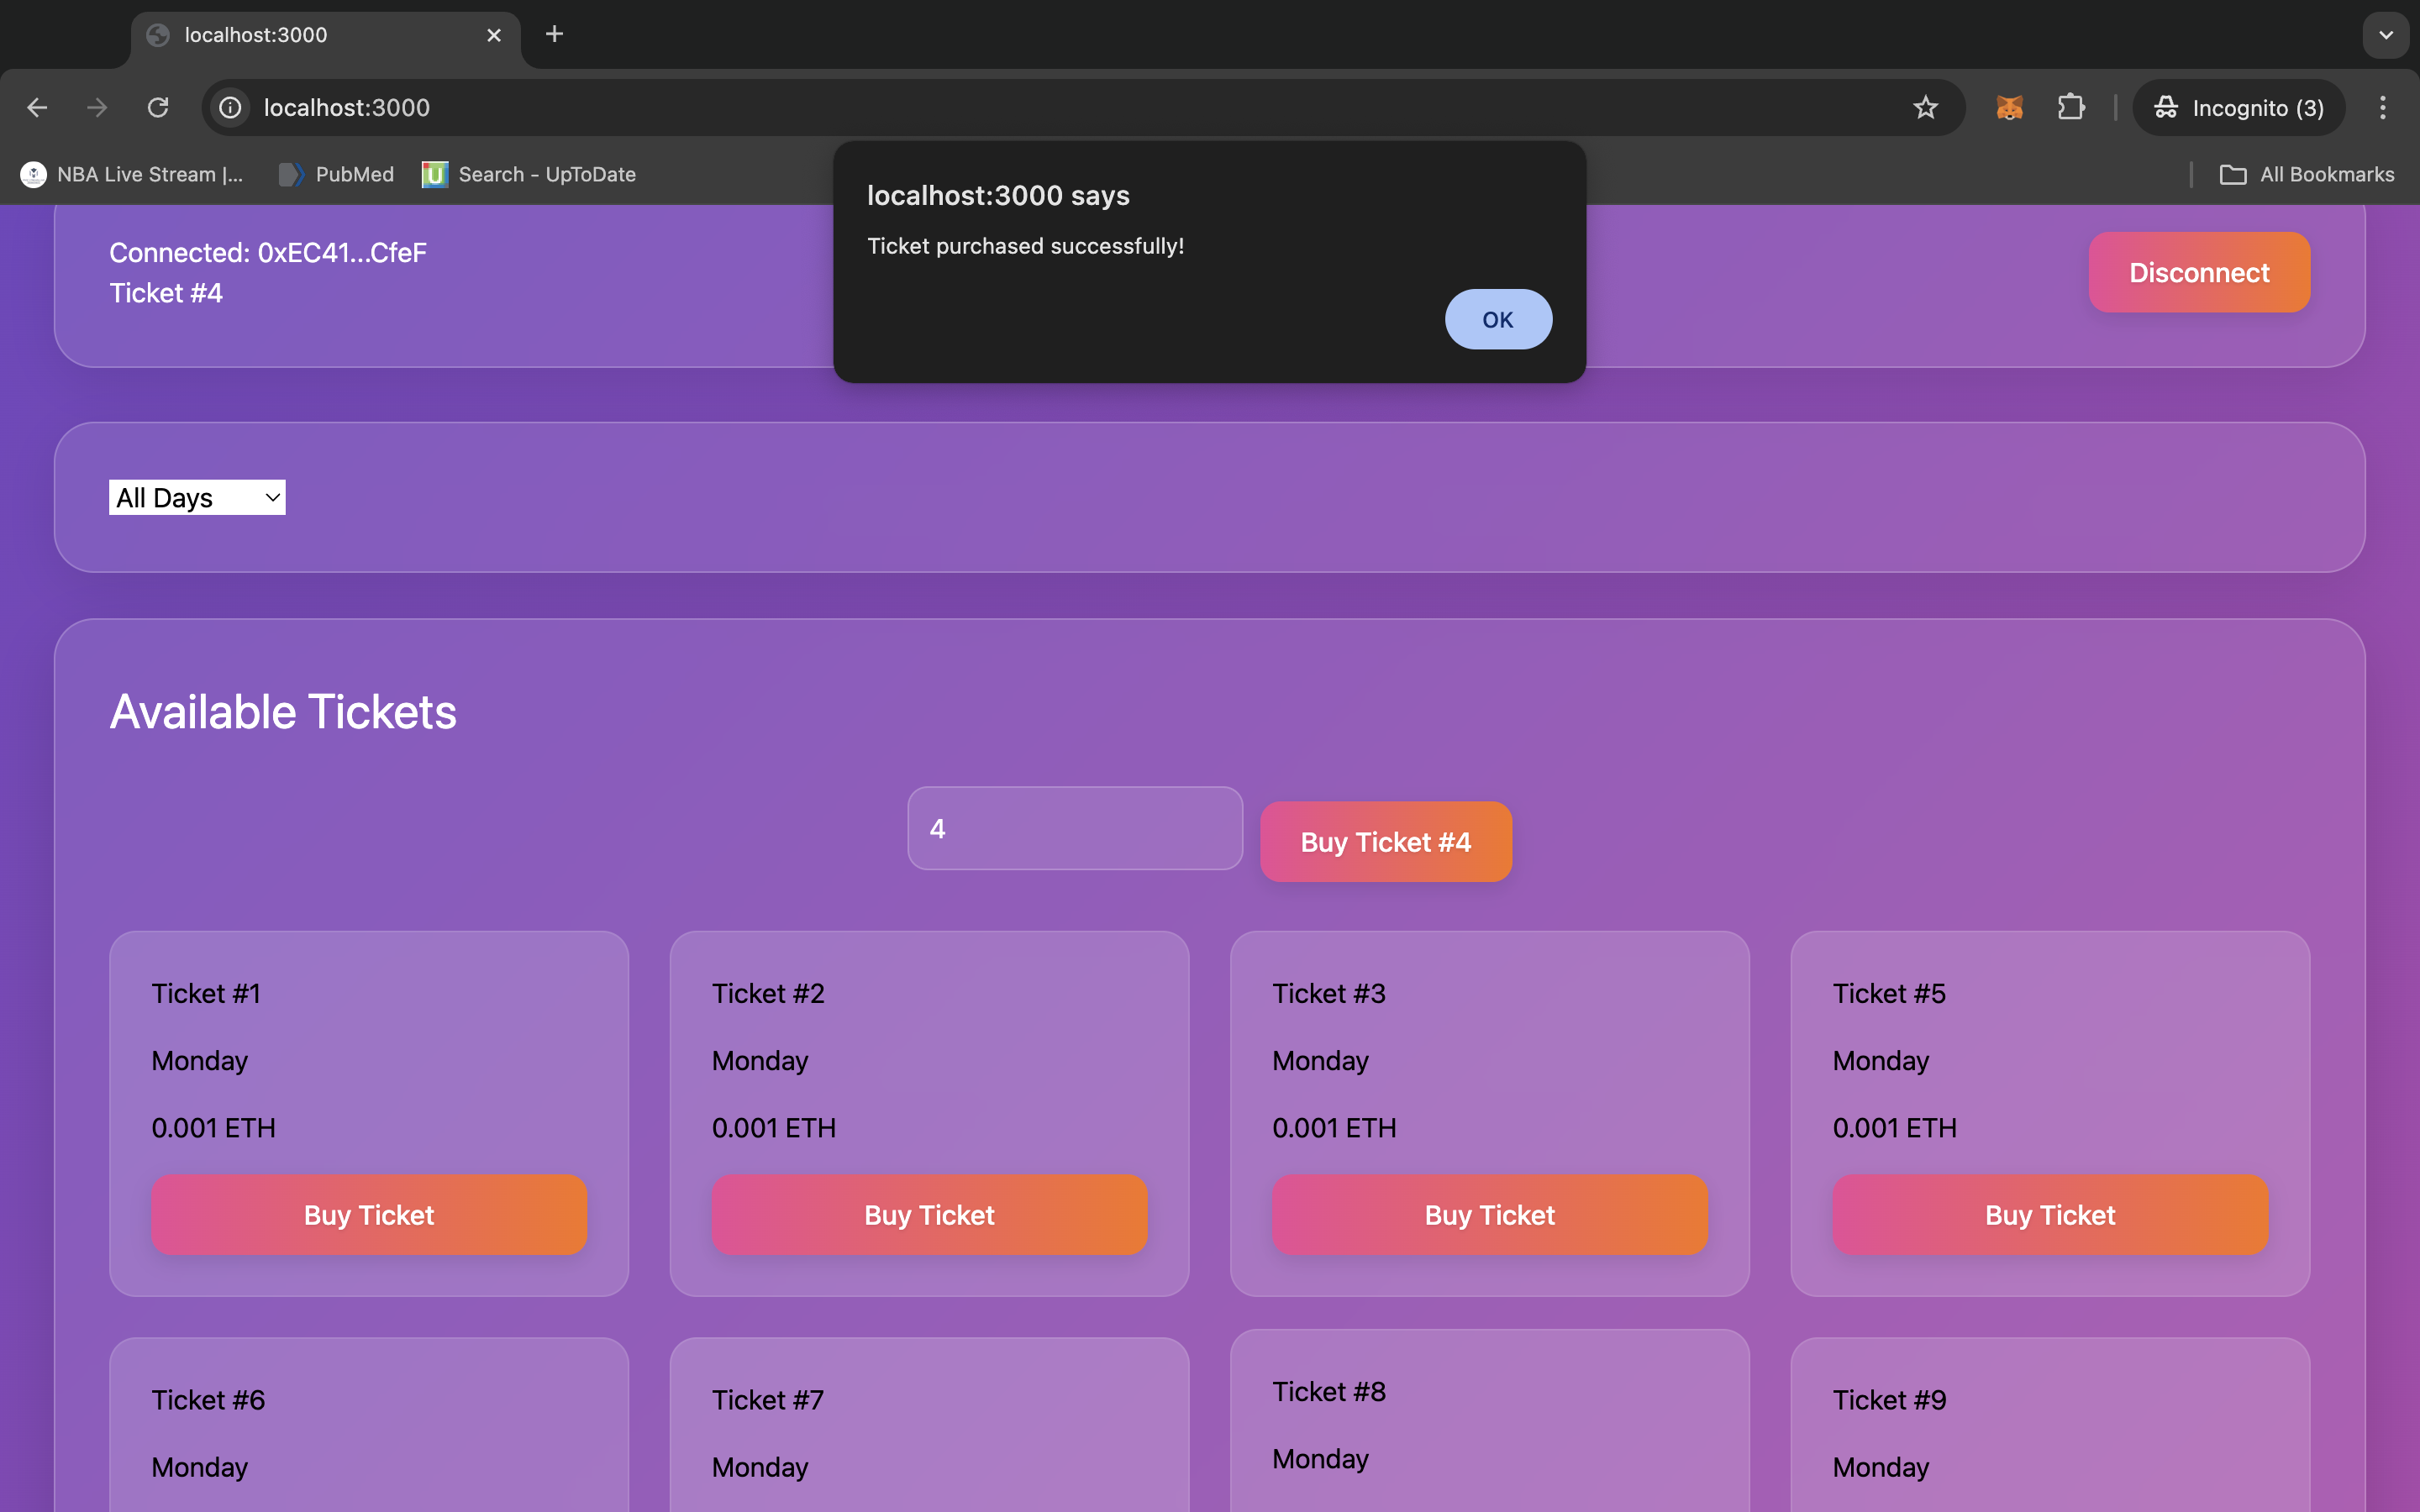 localhost:3000
localhost:3000
Incognito (3)
NBA Live Stream |...
PubMed
Search - UpToDate
All Bookmarks
localhost:3000 says
Ticket purchased successfully!
OK
Connected: 0xEC41...CfeF
Ticket #4
Disconnect
All Days
Available Tickets
4
Buy Ticket #4
Ticket #1
Monday
0.001 ETH
Buy Ticket
Ticket #2
Monday
0.001 ETH
Buy Ticket
Ticket #3
Monday
0.001 ETH
Buy Ticket
Ticket #5
Monday
0.001 ETH
Buy Ticket
Ticket #6
Monday
Ticket #7
Monday
Ticket #8
Monday
Ticket #9
Monday